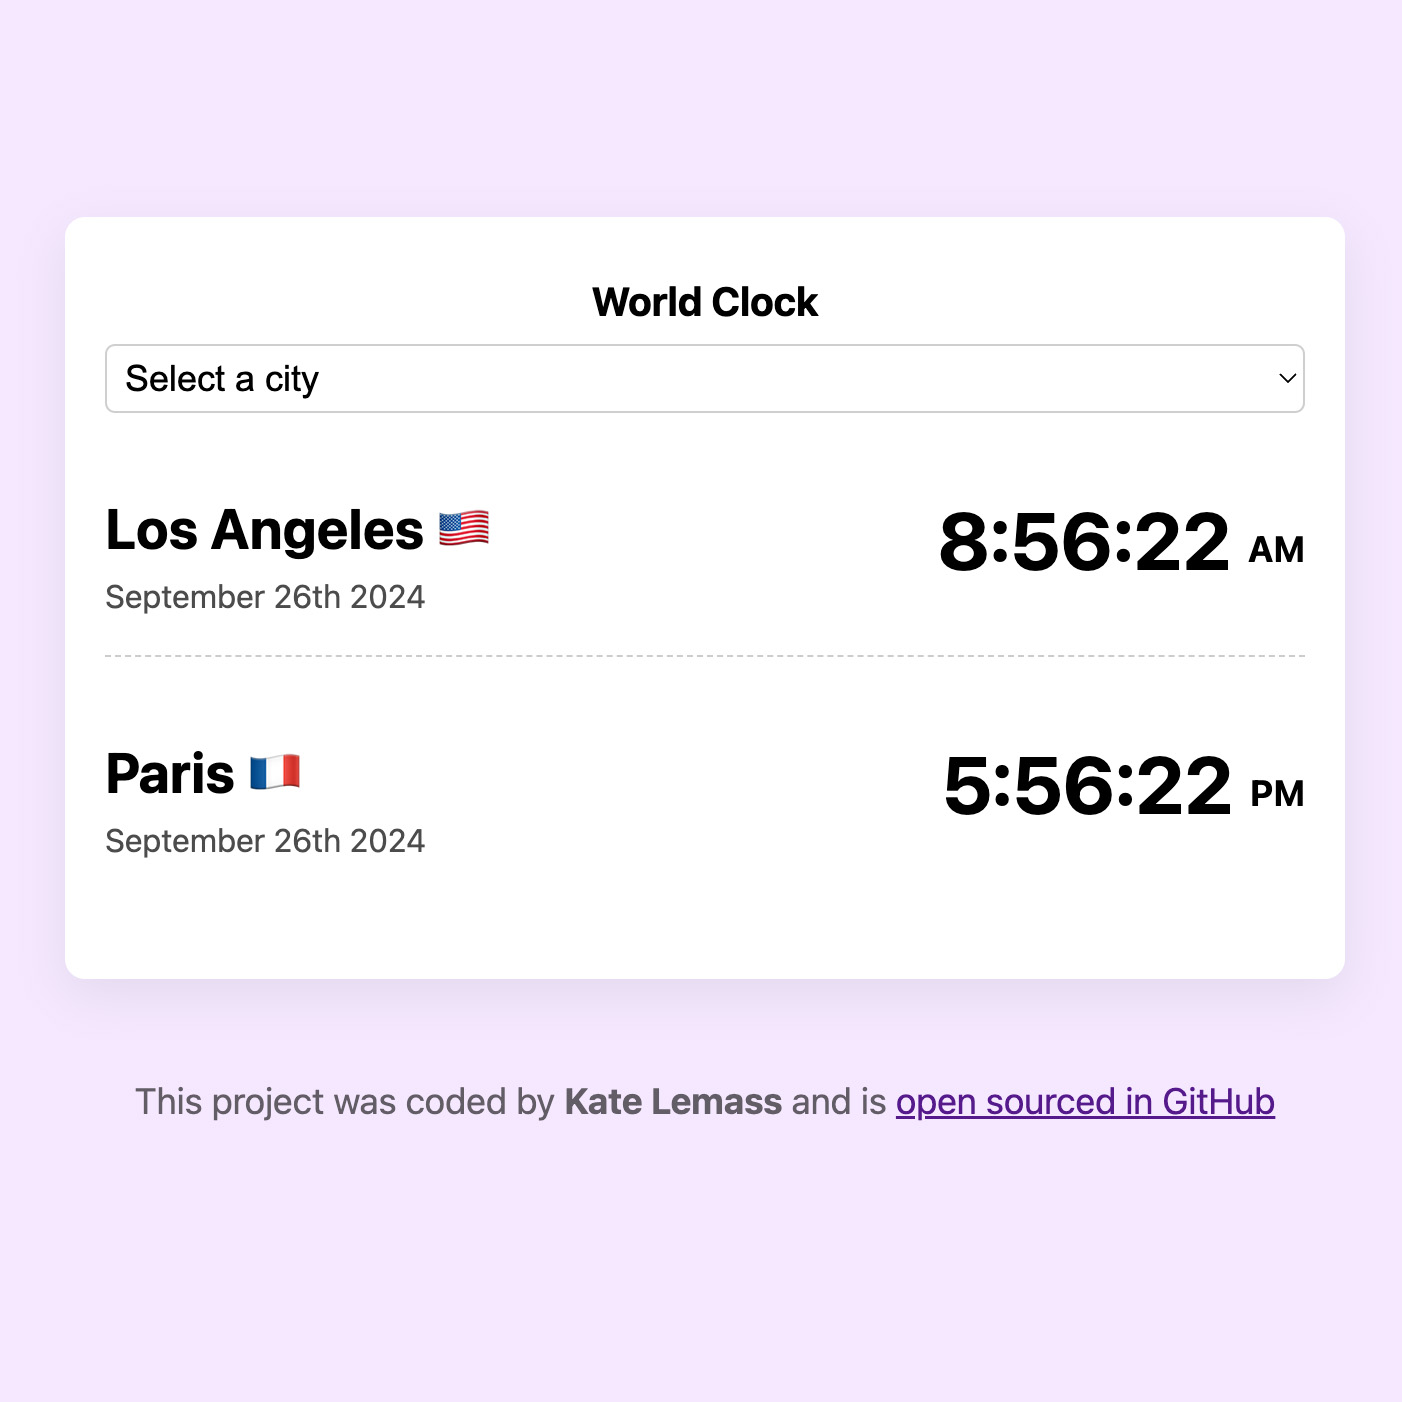 World Clock
Select a city
Los Angeles 🇺🇸
8:56:22 AM
September 26th 2024
Paris 🇫🇷
5:56:22 PM
September 26th 2024
This project was coded by Kate Lemass and is open sourced in GitHub